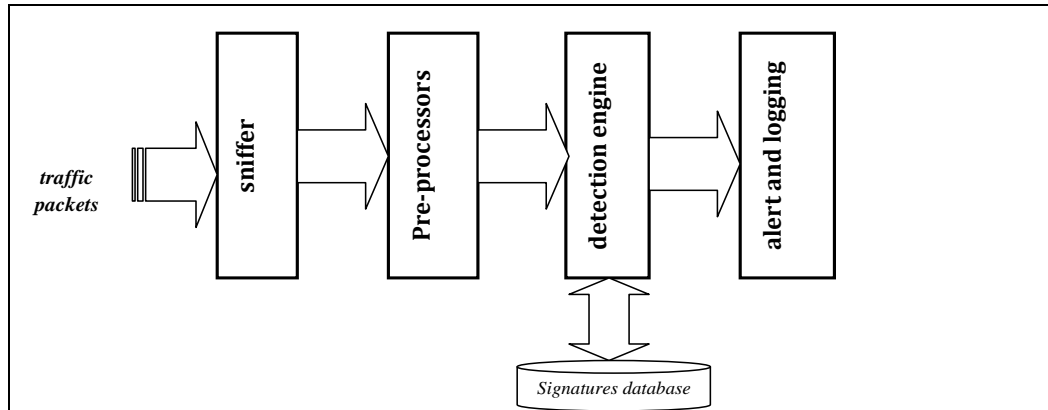 traffic
packets
sniffer
Pre-processors
detection engine
alert and logging
Signatures database